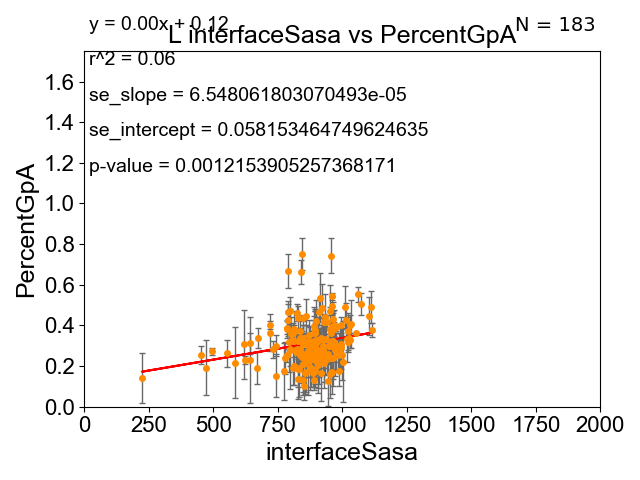 y = 0.00x + 0.12
N = 183
L interfaceSasa vs PercentGpA
r^2 = 0.06
se_slope = 6.548061803070493e-05
se_intercept = 0.058153464749624635
p-value = 0.0012153905257368171
PercentGpA
1.6
1.4
1.2
1.0
0.8
0.6
0.4
0.2
0.0
0 250 500 750 1000 1250 1500 1750 2000
interfaceSasa